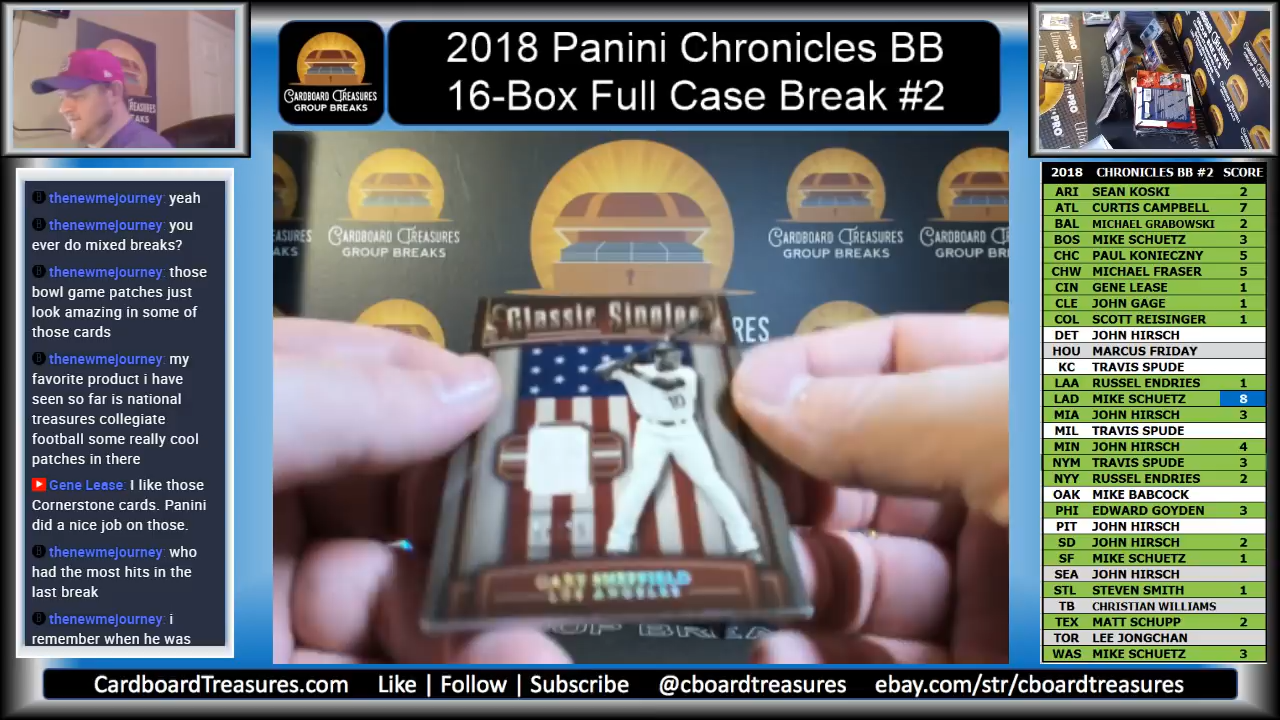 2018 Panini Chronicles BB
16-Box Full Case Break #2
CARDBOARD TREASURES
GROUP BREAKS
thenewmejourney: yeah
thenewmejourney: you
ever do mixed breaks?
thenewmejourney: those
bowl game patches just
look amazing in some of
those cards
thenewmejourney: my
favorite product i have
seen so far is national
treasures collegiate
football some really cool
patches in there
Gene Lease: I like those
Cornerstone cards. Panini
did a nice job on those.
thenewmejourney: who
had the most hits in the
last break
thenewmejourney: i
remember when he was
CARDBOARD TREASURES
GROUP BREAKS
CARDBOARD TREASURES
GROUP BREAKS
Classic Singles
10
GARY SHEFFIELD
LOS ANGELES
2018 CHRONICLES BB #2 SCORE
ARI SEAN KOSKI 2
ATL CURTIS CAMPBELL 7
BAL MICHAEL GRABOWSKI 2
BOS MIKE SCHUETZ 3
CHC PAUL KONIECZNY 5
CHW MICHAEL FRASER 5
CIN GENE LEASE 1
CLE JOHN GAGE 1
COL SCOTT REISINGER 1
DET JOHN HIRSCH
HOU MARCUS FRIDAY
KC TRAVIS SPUDE
LAA RUSSEL ENDRIES 1
LAD MIKE SCHUETZ 8
MIA JOHN HIRSCH 3
MIL TRAVIS SPUDE
MIN JOHN HIRSCH 4
NYM TRAVIS SPUDE 3
NYY RUSSEL ENDRIES 2
OAK MIKE BABCOCK
PHI EDWARD GOYDEN 3
PIT JOHN HIRSCH
SD JOHN HIRSCH 2
SF MIKE SCHUETZ 1
SEA JOHN HIRSCH
STL STEVEN SMITH 1
TB CHRISTIAN WILLIAMS
TEX MATT SCHUPP 2
TOR LEE JONGCHAN
WAS MIKE SCHUETZ 3
CardboardTreasures.com Like | Follow | Subscribe @cboardtreasures ebay.com/str/cboardtreasures